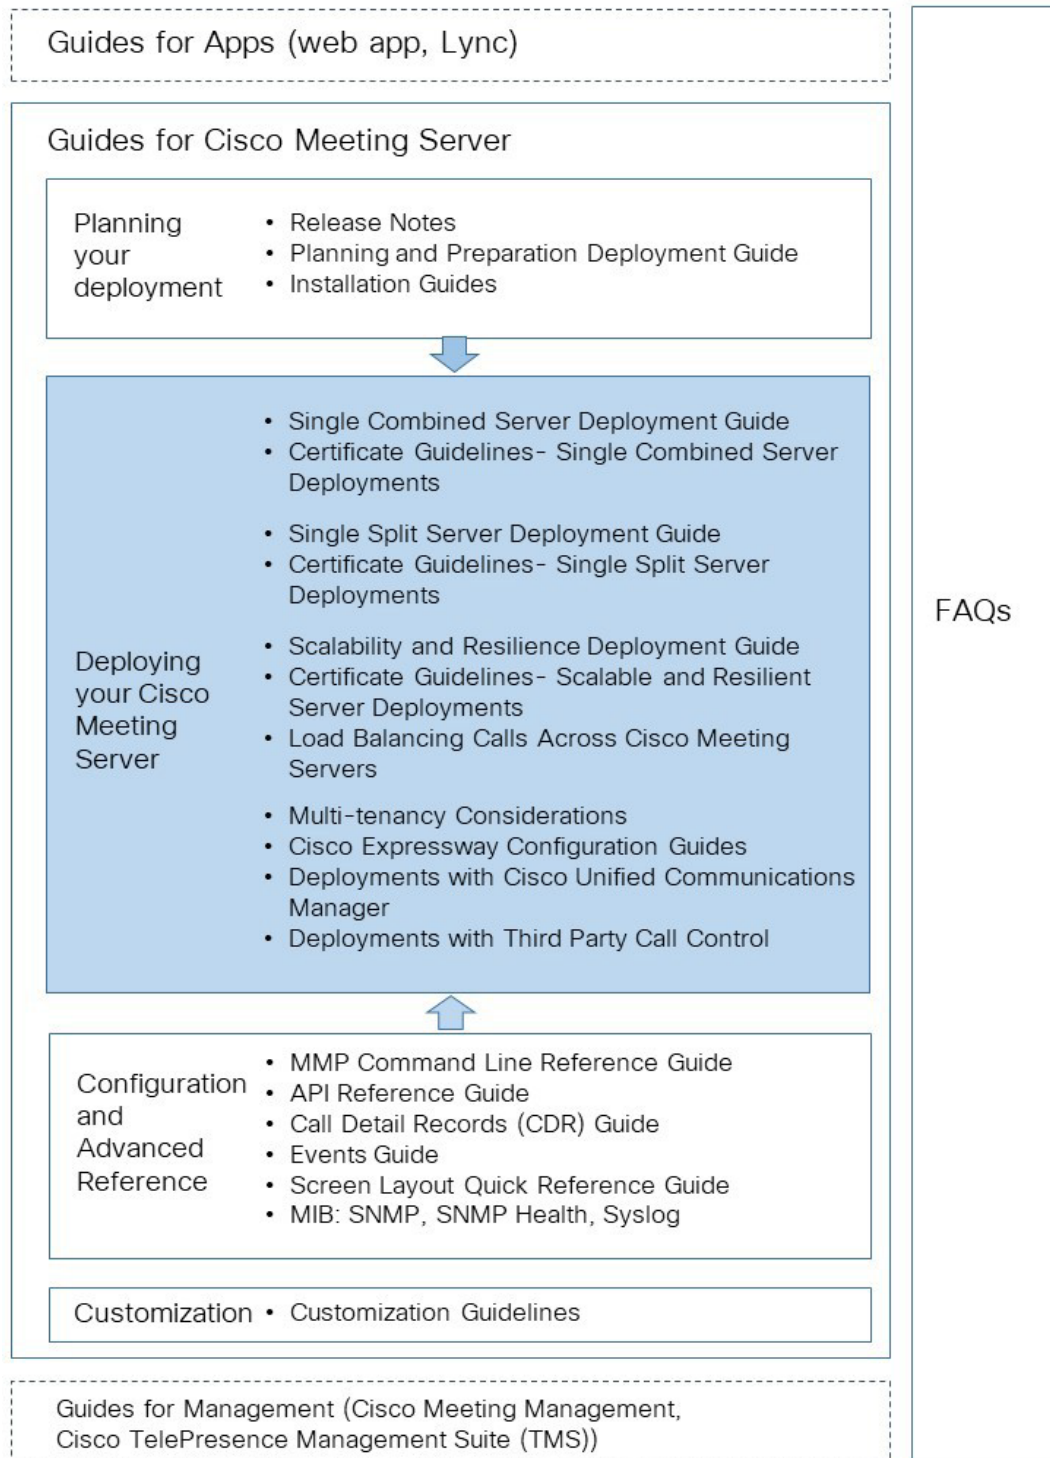 Guides for Apps (web app, Lync)
Guides for Cisco Meeting Server
Planning
your
deployment
• Release Notes
• Planning and Preparation Deployment Guide
• Installation Guides
Deploying
your Cisco
Meeting
Server
• Single Combined Server Deployment Guide
• Certificate Guidelines- Single Combined Server
Deployments
• Single Split Server Deployment Guide
• Certificate Guidelines- Single Split Server
Deployments
• Scalability and Resilience Deployment Guide
• Certificate Guidelines- Scalable and Resilient
Server Deployments
• Load Balancing Calls Across Cisco Meeting
Servers
• Multi-tenancy Considerations
• Cisco Expressway Configuration Guides
• Deployments with Cisco Unified Communications
Manager
• Deployments with Third Party Call Control
Configuration
and
Advanced
Reference
• MMP Command Line Reference Guide
• API Reference Guide
• Call Detail Records (CDR) Guide
• Events Guide
• Screen Layout Quick Reference Guide
• MIB: SNMP, SNMP Health, Syslog
Customization
• Customization Guidelines
Guides for Management (Cisco Meeting Management,
Cisco TelePresence Management Suite (TMS))
FAQs